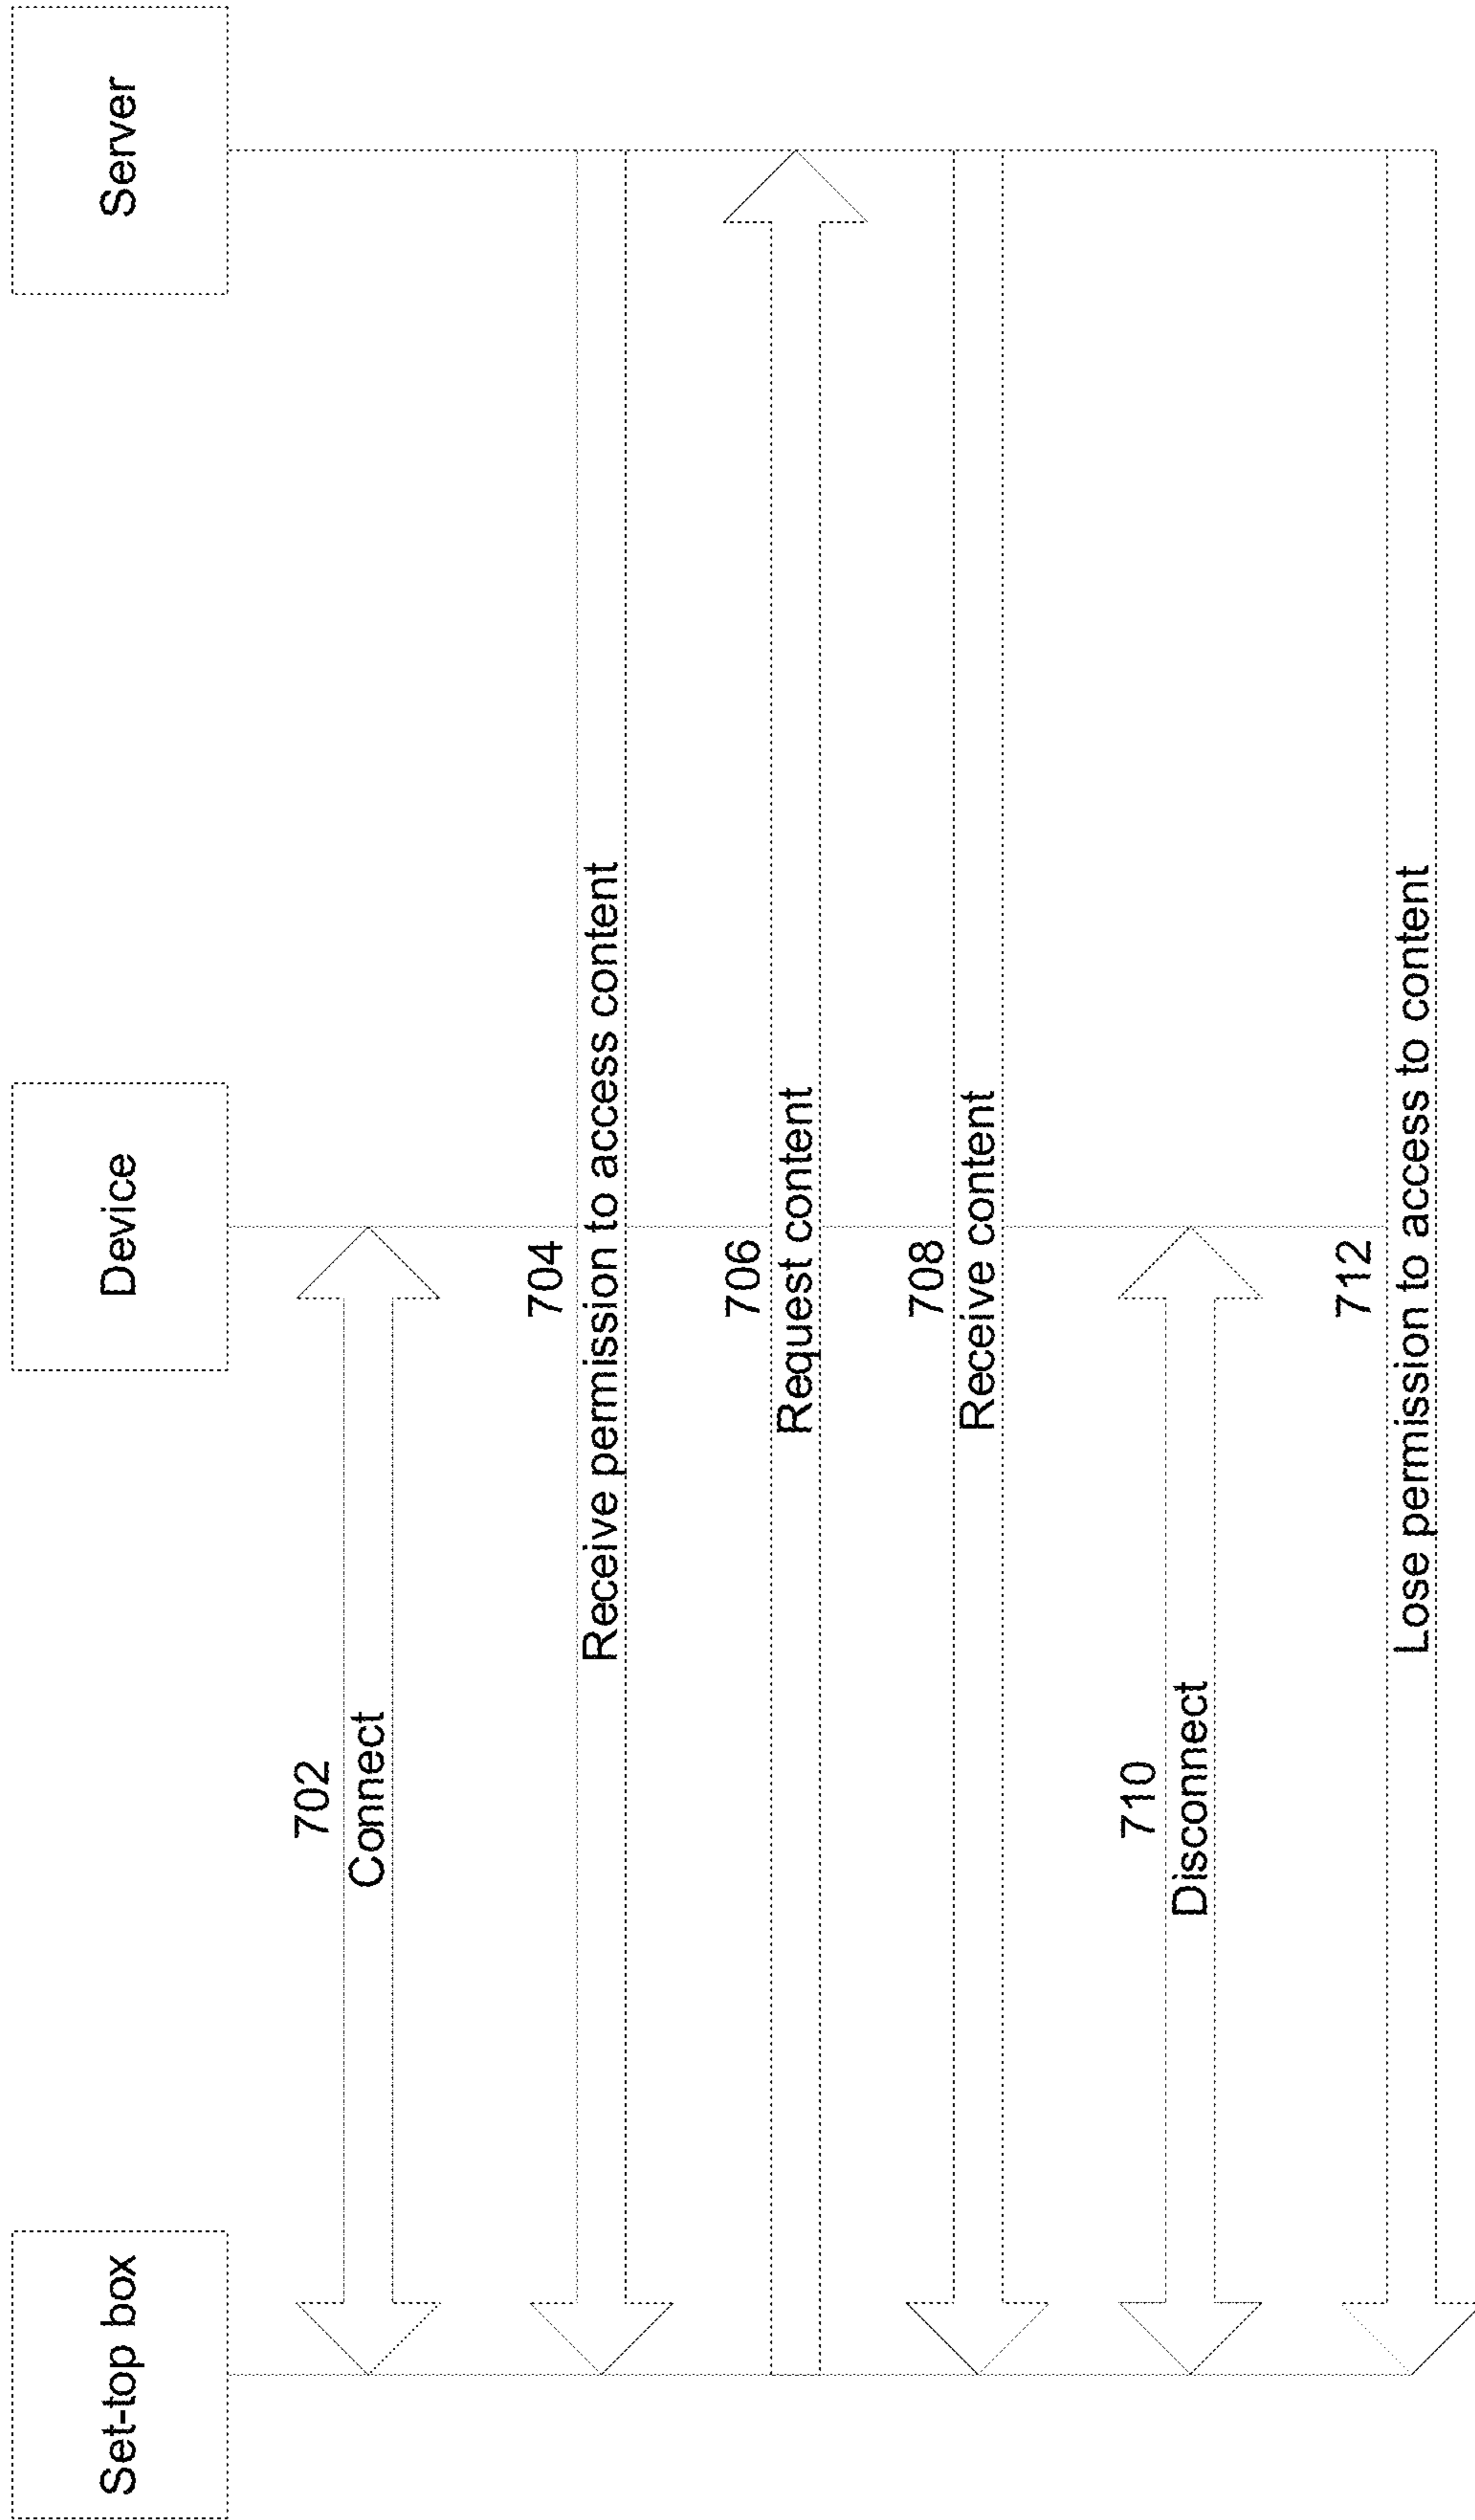 Set-top box
Device
Server
702
Connect
704
Receive permission to access content
706
Request content
708
Receive content
710
Disconnect
712
Lose permission to access to content